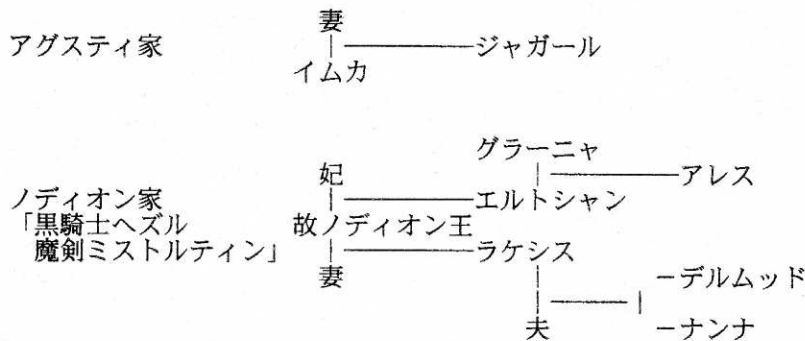 妻
アグスティ家
ジャガール
イムカ
グラーニャ
妃
アレス
ノディオン家
エルトシャン
「黒騎士ヘズル
故ノディオン王
魔剣ミストルティン」
ラケシス
妻
－デルムッド
夫
－ナンナ